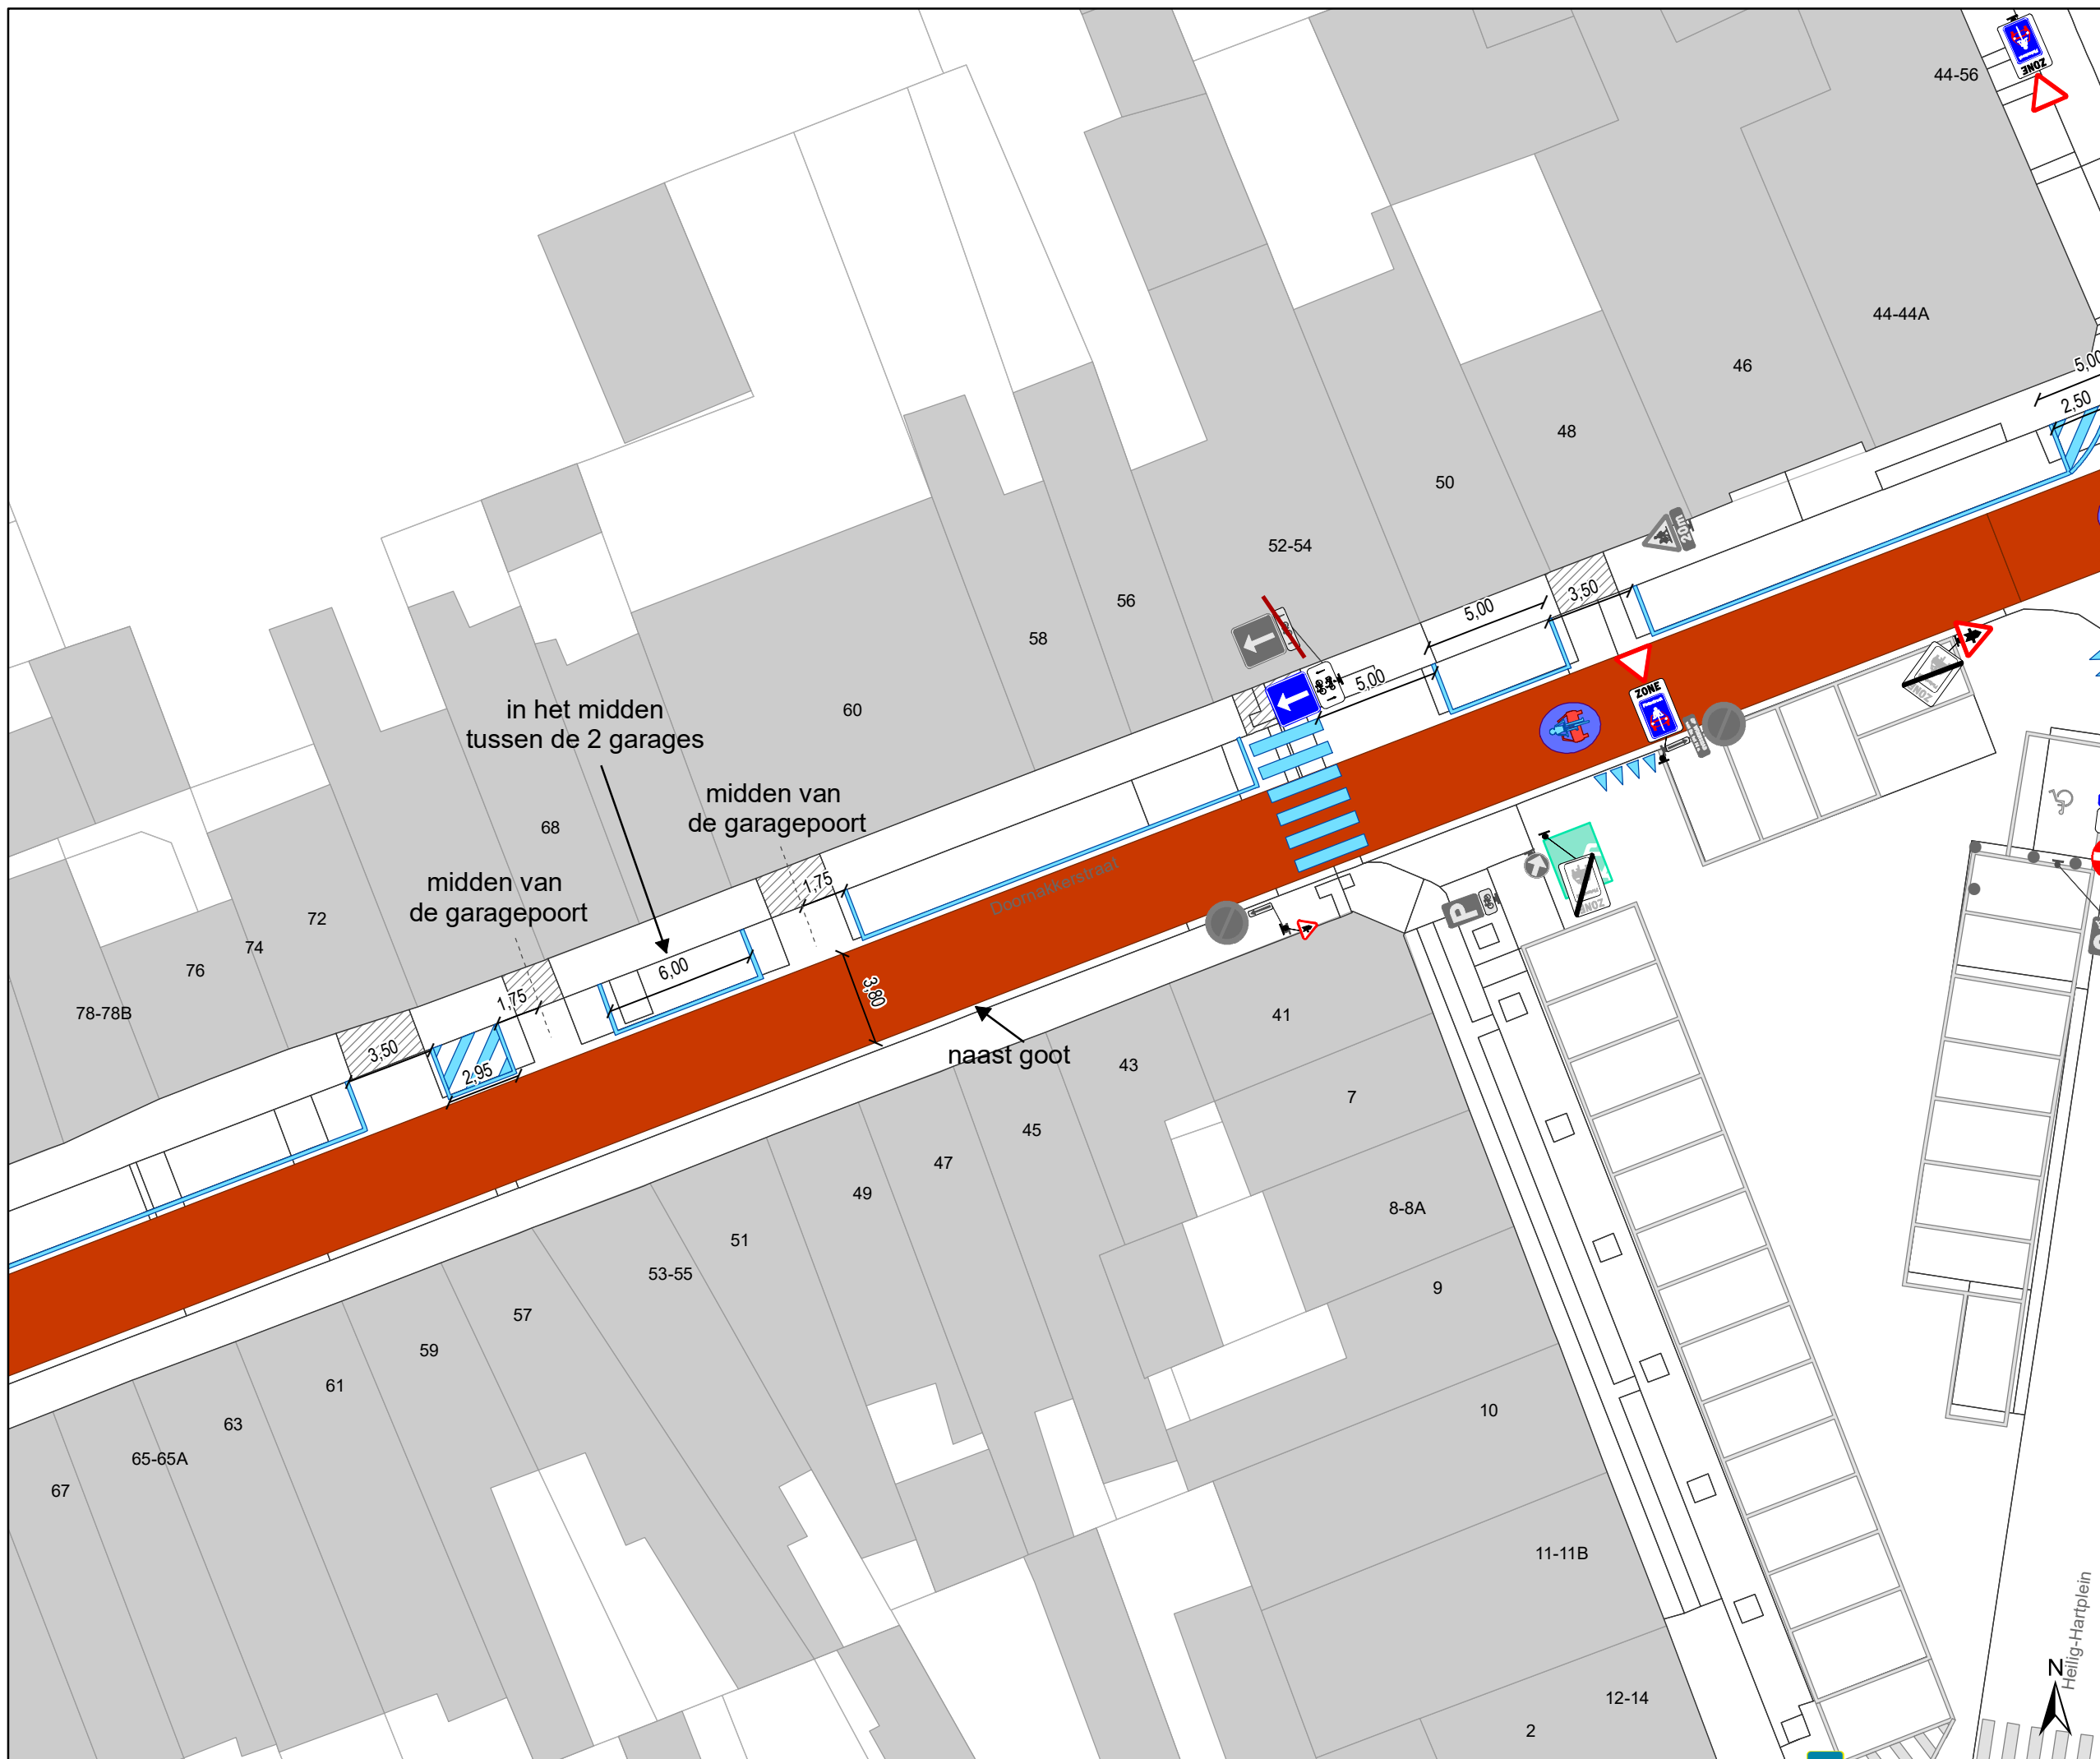 44-56
ZONE
44-44A
5,00
2,50
46
48
50
20m
52-54
5,00
3,50
56
58
5,00
ZONE
ZONE
in het midden
tussen de 2 garages
60
midden van
de garagepoort
68
1,75
Doornakkerstraat
midden van
de garagepoort
P
ZONE
72
74
76
78-78B
6,00
1,75
3,80
3,50
2,95
naast goot
41
43
7
45
47
49
8-8A
51
53-55
9
57
59
61
10
63
65-65A
67
11-11B
Heilig-Hartplein
N
12-14
2